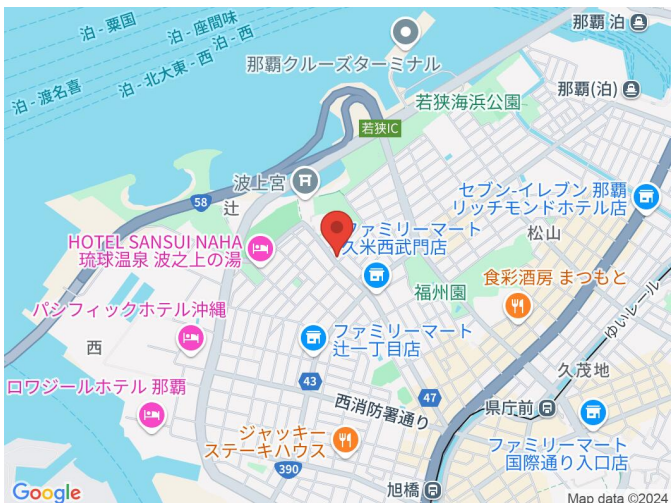 泊 - 粟国
泊 - 座間味
泊 - 北大東 - 西
泊 - 西
泊 - 渡名喜
那覇 泊
那覇クルーズターミナル
那覇(泊)
若狭海浜公園
若狭IC
波上宮
58
辻
セブン-イレブン 那覇
リッチモンドホテル店
松山
HOTEL SANSUI NAHA
琉球温泉 波之上の湯
ファミリーマート
久米西武門店
福州園
食彩酒房 まつもと
ゆいレール
パシフィックホテル沖縄
西
ファミリーマート
辻一丁目店
久茂地
ロワジールホテル 那覇
43
47
西消防署通り
県庁前
ジャッキー
ステーキハウス
ファミリーマート
国際通り入口店
390
旭橋
Google
Map data ©2024